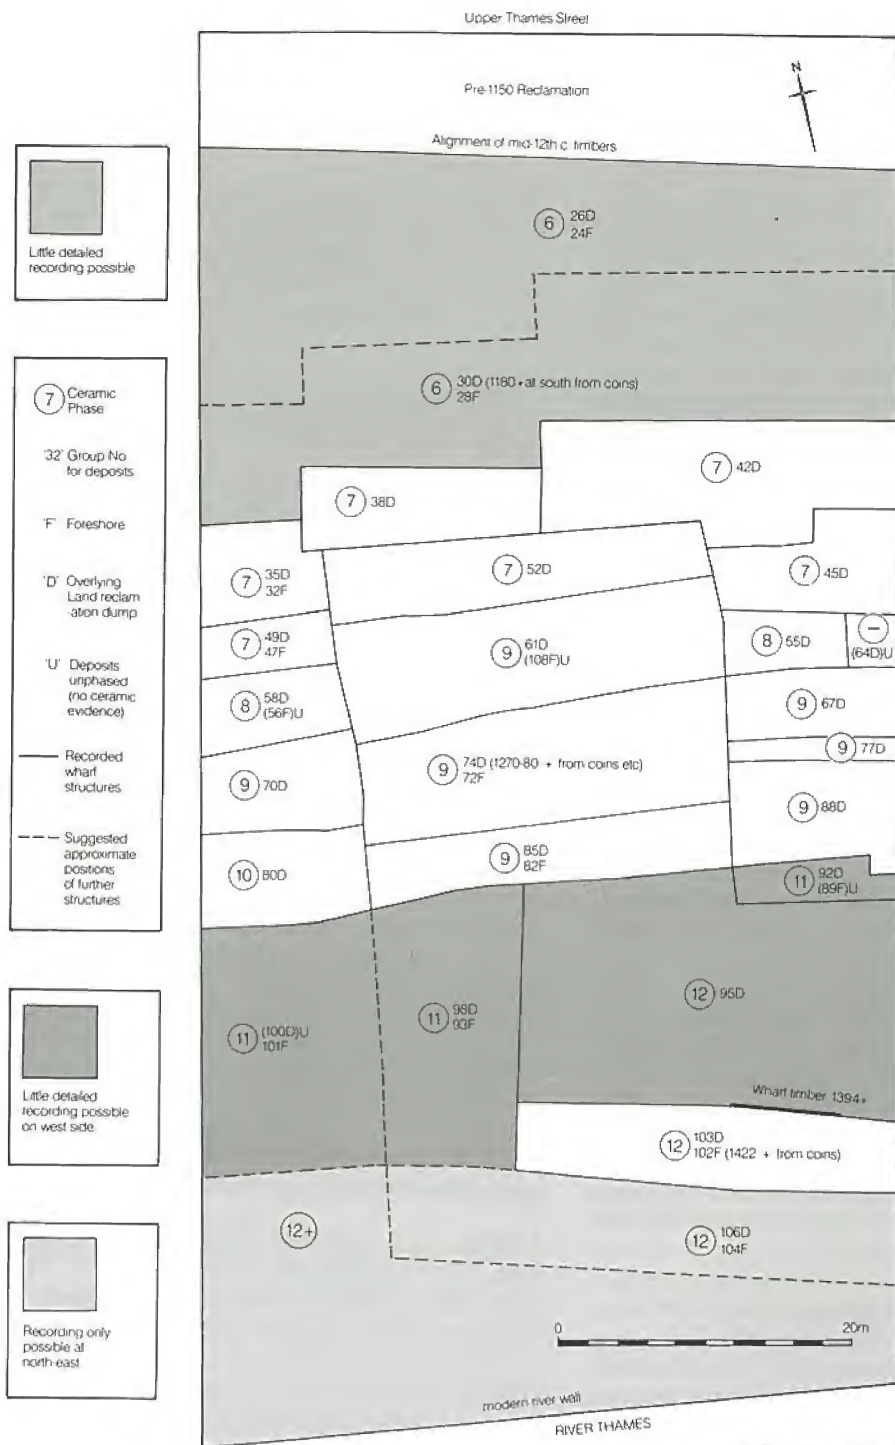 Upper Thames Street
Pre-1150 Reclamation
N
Alignment of mid-12th c. timbers
Little detailed
recording possible
7 Ceramic
Phase
'32' Group No
for deposits
'F' Foreshore
'D' Overlying
Land reclam
-ation dump
'U' Deposits
unphased
(no ceramic
evidence)
Recorded
wharf
structures
Suggested
approximate
positions
of further
structures
Little detailed
recording possible
on west side
Recording only
possible at
north-east
6 26D
24F
6 30D (1180+at south from coins)
28F
7 42D
7 38D
7 35D
32F
7 52D
7 45D
7 49D
47F
9 61D
(108F)U
8 55D
–
(64D)U
8 58D
(56F)U
9 67D
9 77D
9 70D
9 74D (1270-80 + from coins etc)
72F
9 88D
10 80D
9 85D
82F
11 92D
(89F)U
11 (100D)U
101F
11 98D
93F
12 95D
Wharf timber 1394+
12 103D
102F (1422 + from coins)
12+
12 106D
104F
0 20m
modern river wall
RIVER THAMES